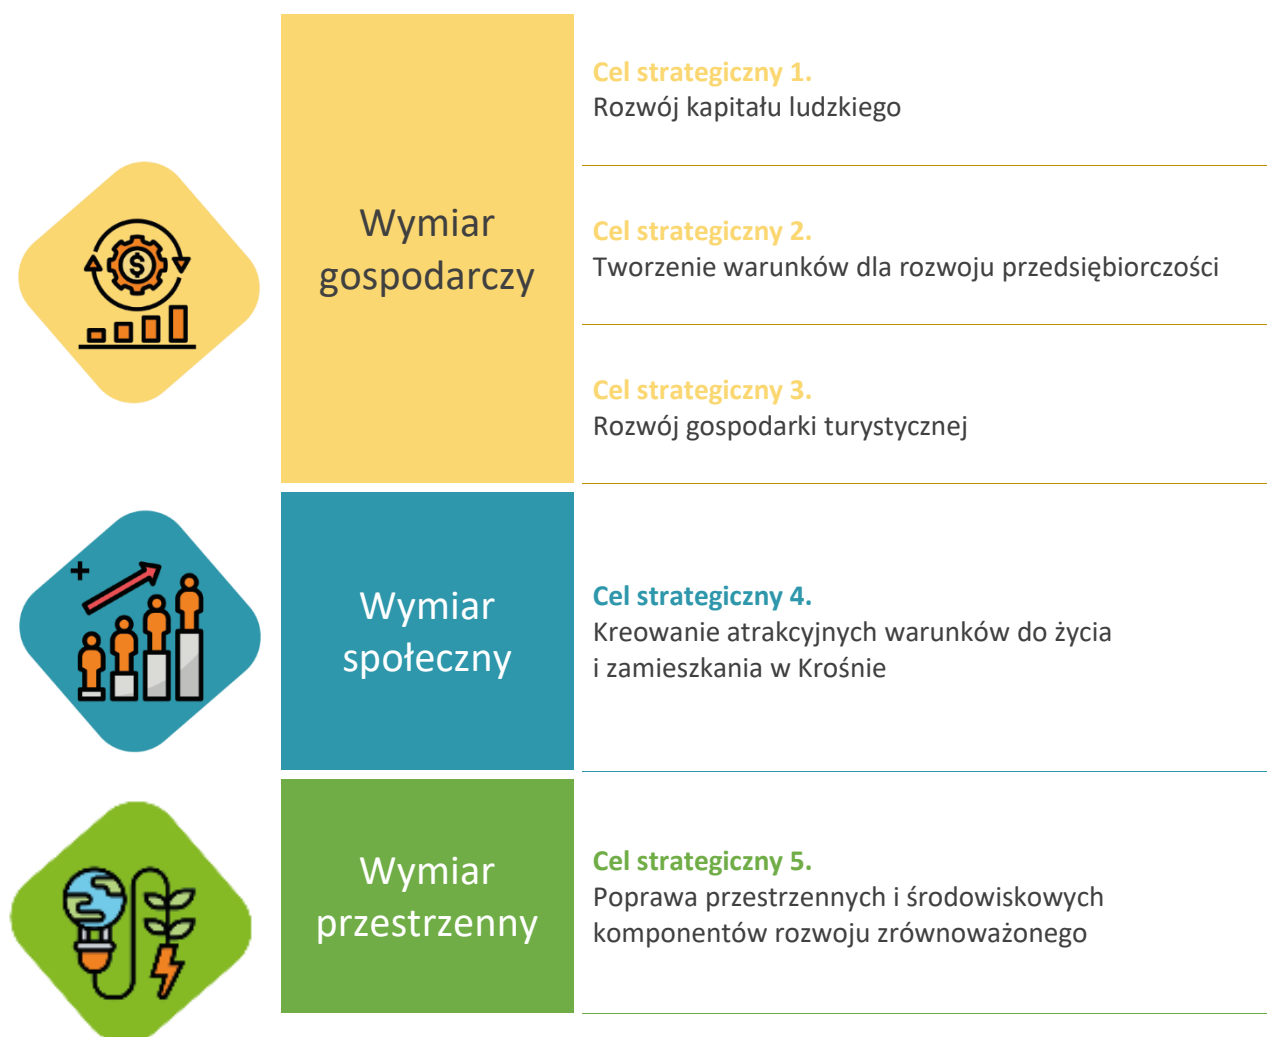 Wymiar
gospodarczy
Cel strategiczny 1.
Rozwój kapitału ludzkiego
Cel strategiczny 2.
Tworzenie warunków dla rozwoju przedsiębiorczości
Cel strategiczny 3.
Rozwój gospodarki turystycznej
Wymiar
społeczny
Cel strategiczny 4.
Kreowanie atrakcyjnych warunków do życia
i zamieszkania w Krośnie
Wymiar
przestrzenny
Cel strategiczny 5.
Poprawa przestrzennych i środowiskowych
komponentów rozwoju zrównoważonego